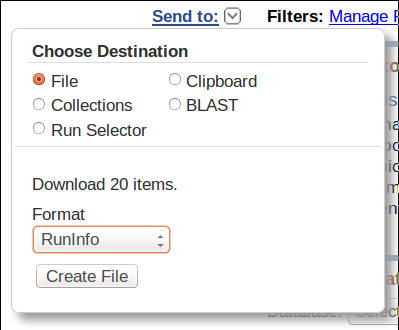 Send to: Filters: Manage F
Choose Destination
File Clipboard
Collections BLAST
Run Selector
Download 20 items.
Format
RunInfo
Create File
Database: Select